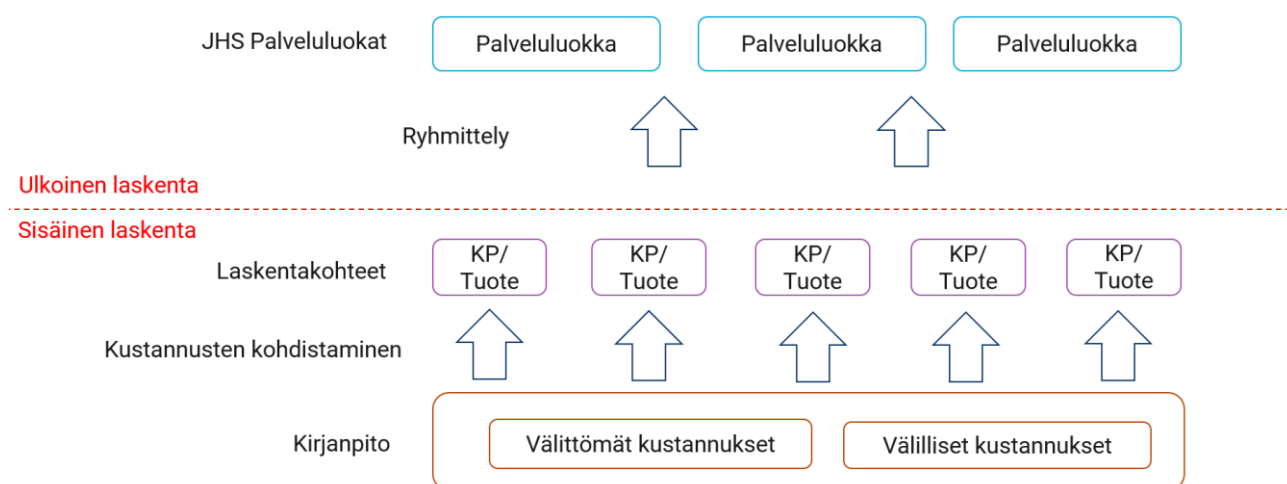 JHS Palveluluokat
Palveluluokka
Palveluluokka
Palveluluokka
Ryhmittely
Ulkoinen laskenta
Sisäinen laskenta
Laskentakohteet
KP/
Tuote
KP/
Tuote
KP/
Tuote
KP/
Tuote
KP/
Tuote
Kustannusten kohdistaminen
Kirjanpito
Välittömät kustannukset
Välilliset kustannukset